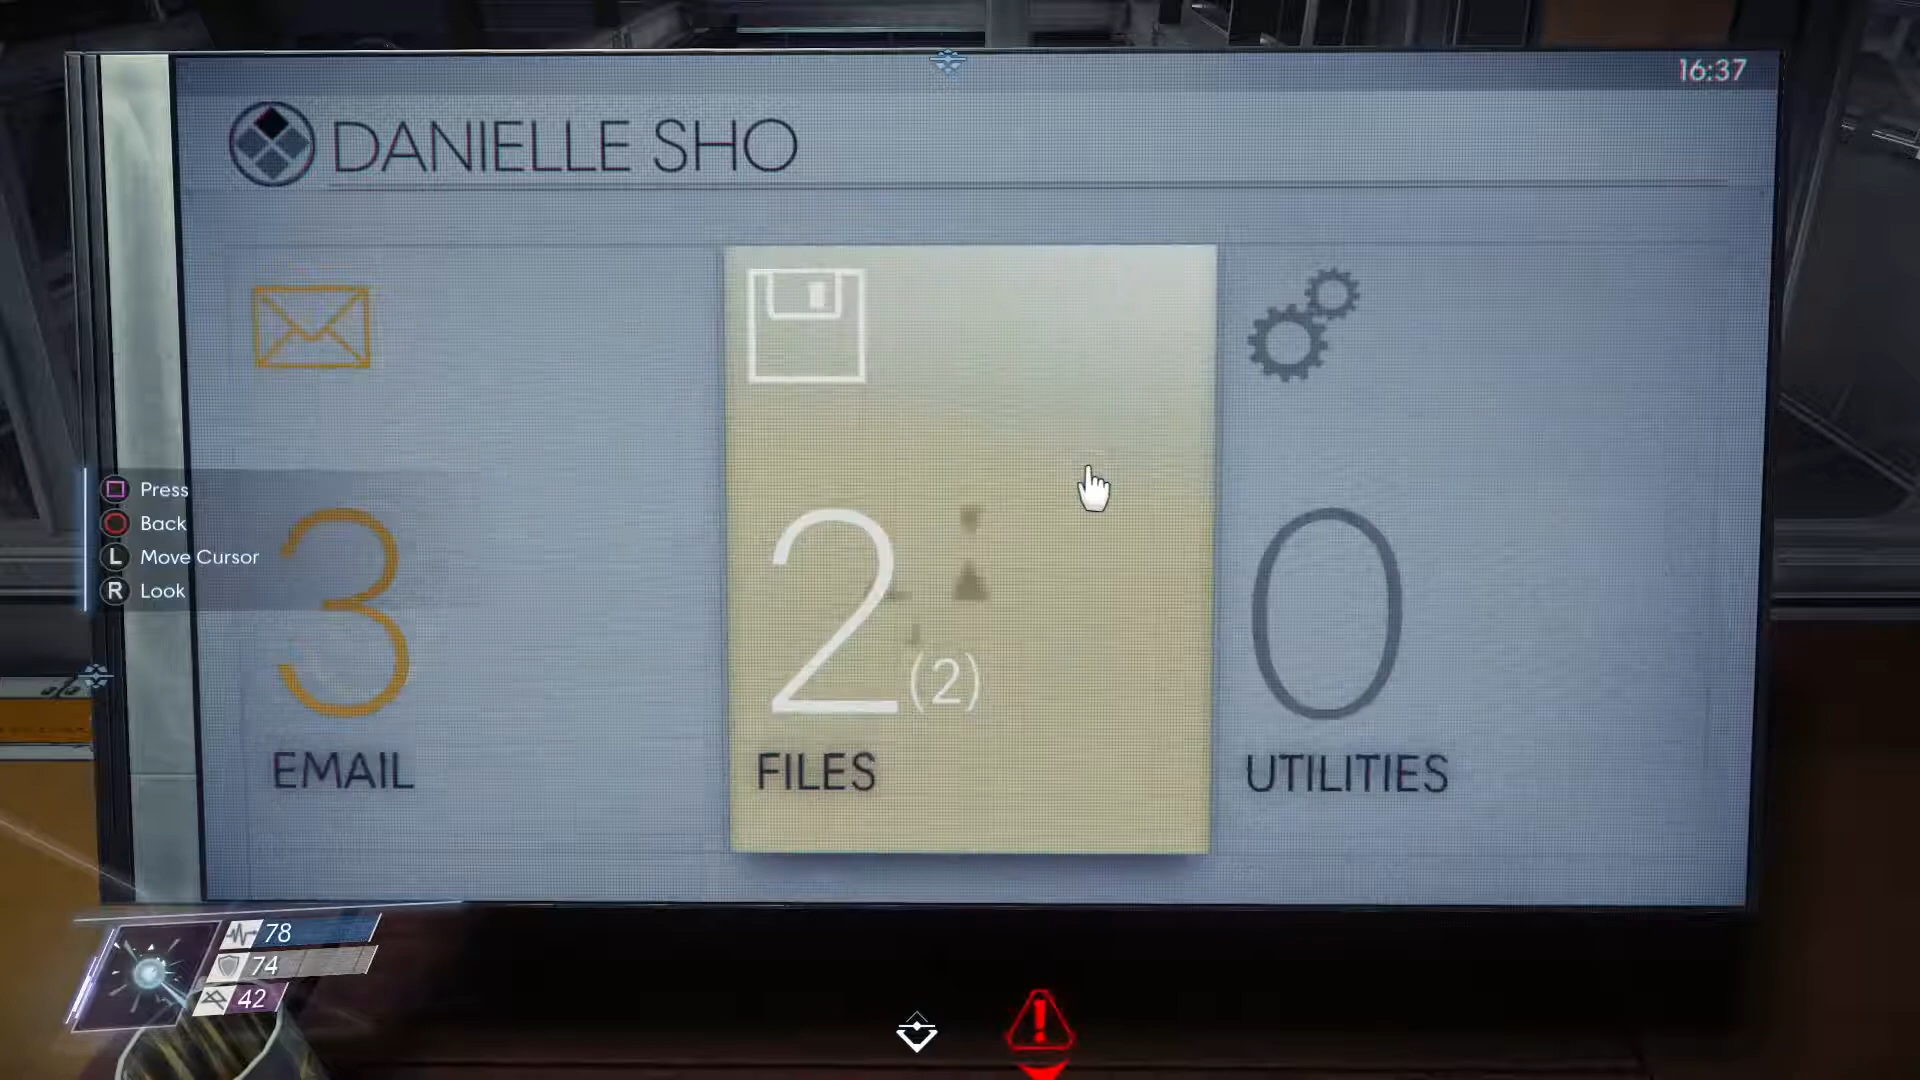 16:37
DANIELLE SHO
Press
Back
L Move Cursor
R Look
3
2 (2)
0
EMAIL
FILES
UTILITIES
78
74
42